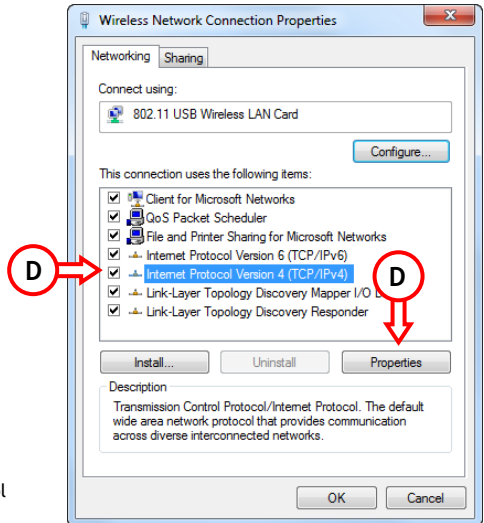 Wireless Network Connection Properties
Networking Sharing
Connect using:
802.11 USB Wireless LAN Card
Configure...
This connection uses the following items:
Client for Microsoft Networks
QoS Packet Scheduler
File and Printer Sharing for Microsoft Networks
Internet Protocol Version 6 (TCP/IPv6)
D Internet Protocol Version 4 (TCP/IPv4) D
Link-Layer Topology Discovery Mapper I/O
Link-Layer Topology Discovery Responder
Install... Uninstall Properties
Description
Transmission Control Protocol/Internet Protocol. The default
wide area network protocol that provides communication
across diverse interconnected networks.
OK Cancel